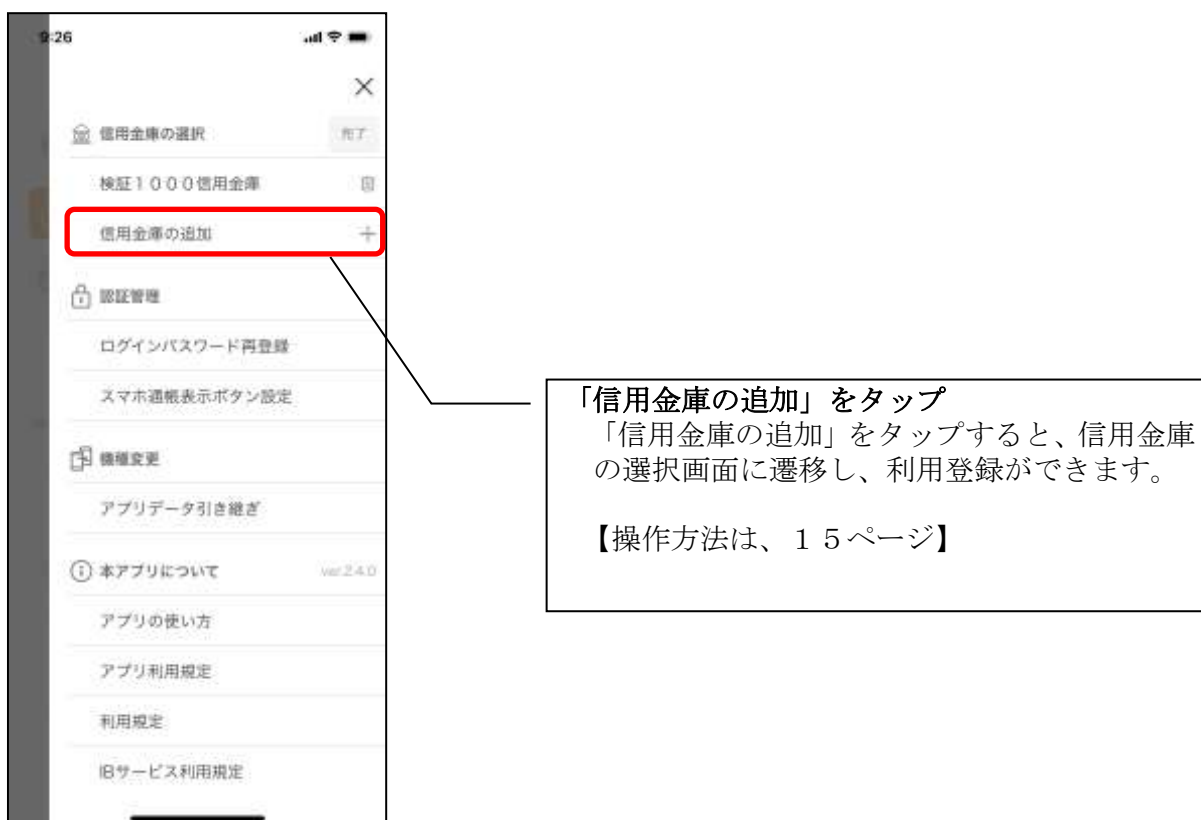 9:26
信用金庫の選択 完了
検証1000信用金庫
信用金庫の追加
認証管理
ログインパスワード再登録
スマホ通帳表示ボタン設定
機種変更
アプリデータ引き継ぎ
本アプリについて ver.2.4.0
アプリの使い方
アプリ利用規定
利用規定
IBサービス利用規定
「信用金庫の追加」をタップ
「信用金庫の追加」をタップすると、信用金庫
の選択画面に遷移し、利用登録ができます。
【操作方法は、15ページ】